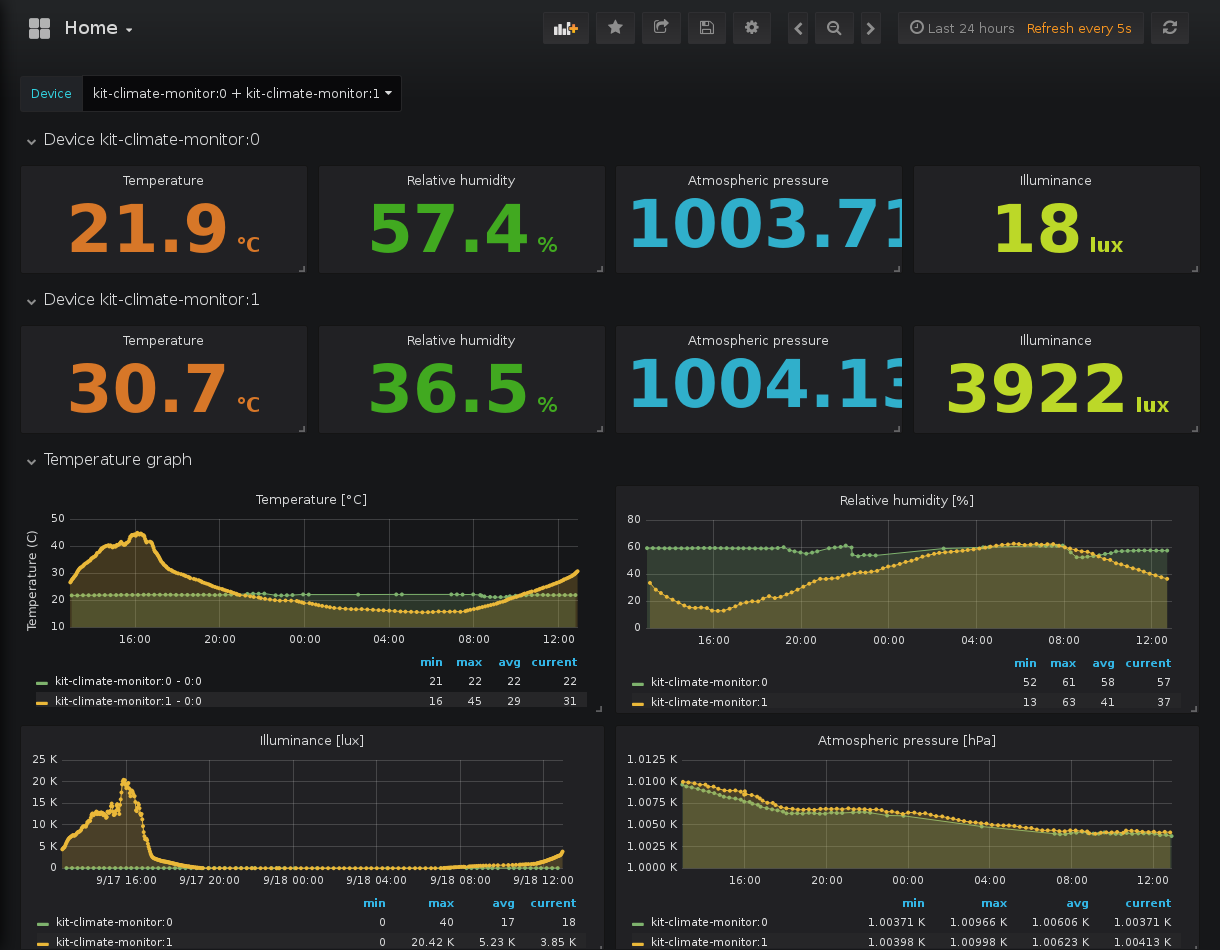 Home
Last 24 hours Refresh every 5s
Device kit-climate-monitor:0 + kit-climate-monitor:1
Device kit-climate-monitor:0
Temperature Relative humidity Atmospheric pressure Illuminance
21.9 °C 57.4 % 1003.71 18 lux
Device kit-climate-monitor:1
Temperature Relative humidity Atmospheric pressure Illuminance
30.7 °C 36.5 % 1004.13 3922 lux
Temperature graph
Temperature [°C]
Temperature (C)
50
40
30
20
10
16:00 20:00 00:00 04:00 08:00 12:00
min max avg current
kit-climate-monitor:0 - 0:0 21 22 22 22
kit-climate-monitor:1 - 0:0 16 45 29 31
Relative humidity [%]
80
60
40
20
0
16:00 20:00 00:00 04:00 08:00 12:00
min max avg current
kit-climate-monitor:0 52 61 58 57
kit-climate-monitor:1 13 63 41 37
Illuminance [lux]
25 K
20 K
15 K
10 K
5 K
0
9/17 16:00 9/17 20:00 9/18 00:00 9/18 04:00 9/18 08:00 9/18 12:00
min max avg current
kit-climate-monitor:0 0 40 17 18
kit-climate-monitor:1 0 20.42 K 5.23 K 3.85 K
Atmospheric pressure [hPa]
1.0125 K
1.0100 K
1.0075 K
1.0050 K
1.0025 K
1.0000 K
16:00 20:00 00:00 04:00 08:00 12:00
min max avg current
kit-climate-monitor:0 1.00371 K 1.00966 K 1.00606 K 1.00371 K
kit-climate-monitor:1 1.00398 K 1.00998 K 1.00623 K 1.00413 K